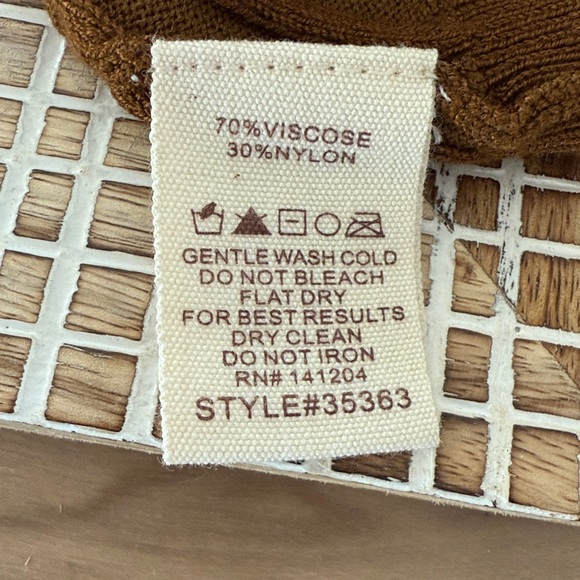 70%VISCOSE
30%NYLON
GENTLE WASH COLD
DO NOT BLEACH
FLAT DRY
FOR BEST RESULTS
DRY CLEAN
DO NOT IRON
RN# 141204
STYLE#35363